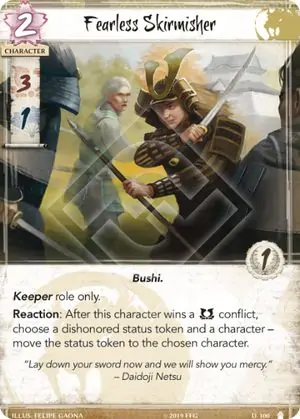 2
Fearless Skirmisher
CHARACTER
3
1
1
Bushi.
Keeper role only.
Reaction: After this character wins a conflict,
choose a dishonored status token and a character –
move the status token to the chosen character.
"Lay down your sword now and we will show you mercy."
– Daidoji Netsu
ILLUS. FELIPE GAONA
© 2019 FFG